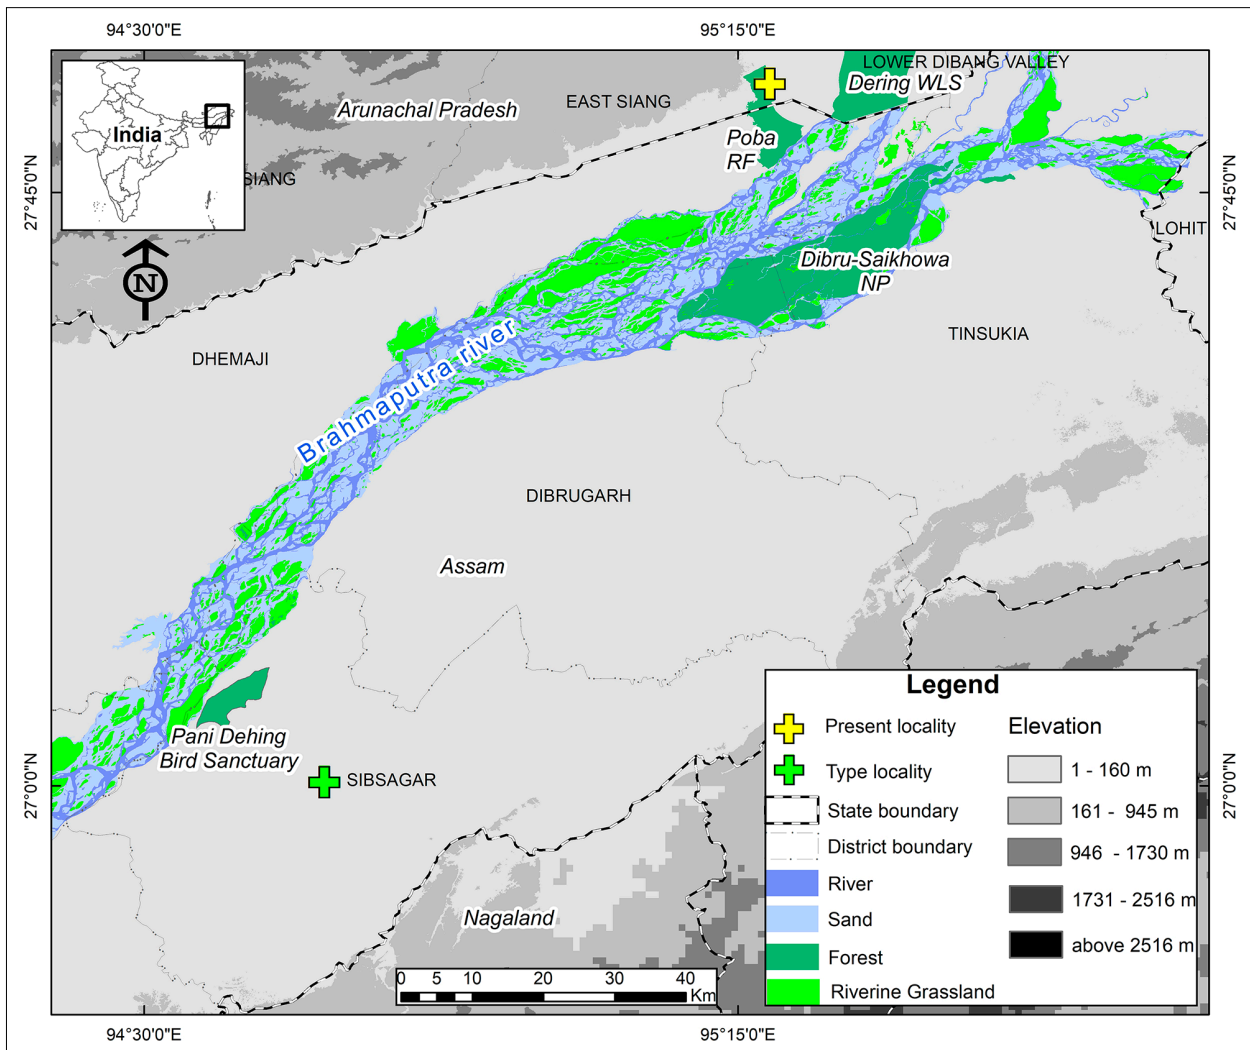 94°30'0"E
95°15'0"E
LOWER DIBANG VALLEY
Dering WLS
EAST SIANG
Arunachal Pradesh
India
Poba
RF
SIANG
27°45'0"N
27°45'0"N
LOHIT
N
Dibru-Saikhowa
NP
TINSUKIA
DHEMAJI
Brahmaputra river
DIBRUGARH
Assam
Pani Dehing
Bird Sanctuary
SIBSAGAR
27°0'0"N
27°0'0"N
Nagaland
Legend
Present locality
Type locality
State boundary
District boundary
River
Sand
Forest
Riverine Grassland
Elevation
1 - 160 m
161 - 945 m
946 - 1730 m
1731 - 2516 m
above 2516 m
0 5 10 20 30 40
Km
94°30'0"E
95°15'0"E